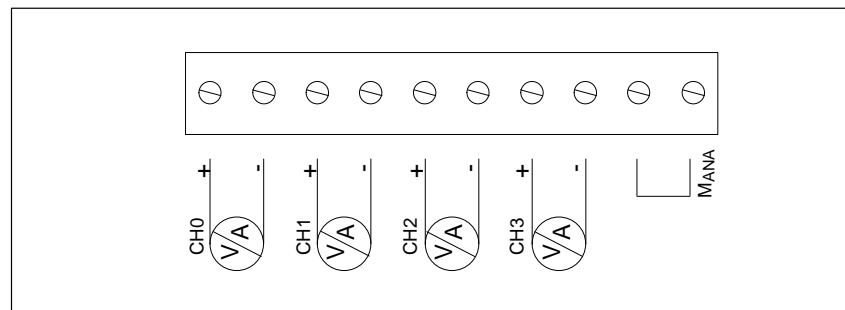 + - + - + - + -
CH0 V/A CH1 V/A CH2 V/A CH3 V/A MANA